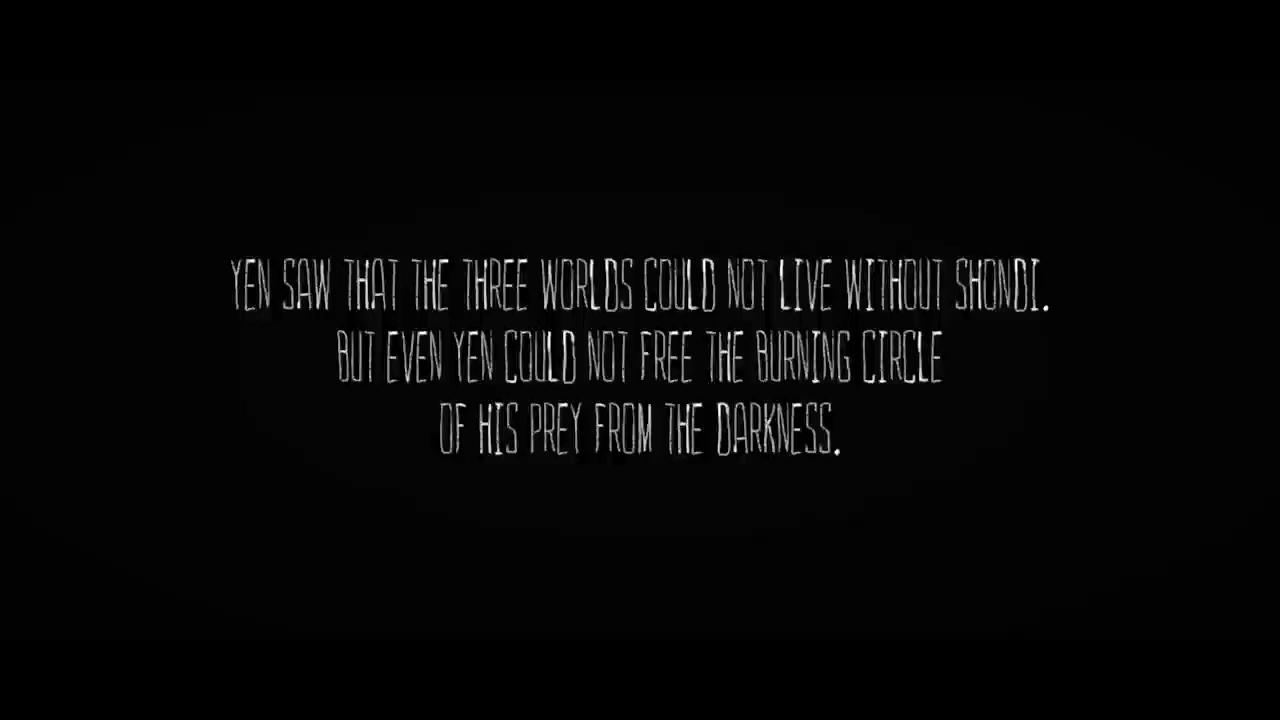 YEN SAW THAT THE THREE WORLDS COULD NOT LIVE WITHOUT SHONDI.
BUT EVEN YEN COULD NOT FREE THE BURNING CIRCLE
OF HIS PREY FROM THE DARKNESS.